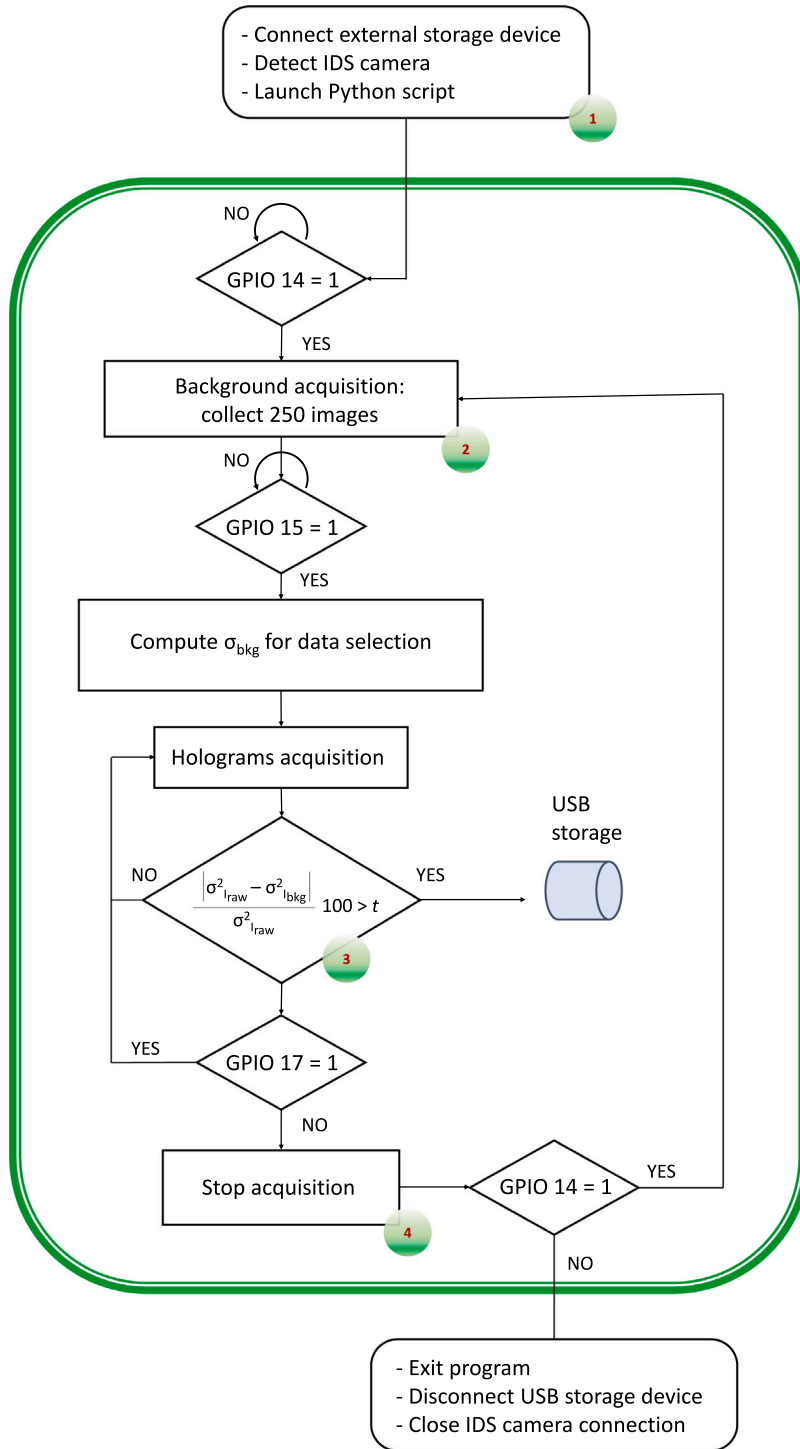 - Connect external storage device
- Detect IDS camera
- Launch Python script
1
NO
GPIO 14 = 1
YES
Background acquisition:
collect 250 images
2
NO
GPIO 15 = 1
YES
Compute σbkg for data selection
Holograms acquisition
USB
storage
NO
YES
|σ²Iraw – σ²Ibkg|
σ²Iraw
100 > t
3
YES
GPIO 17 = 1
NO
Stop acquisition
4
GPIO 14 = 1
YES
NO
- Exit program
- Disconnect USB storage device
- Close IDS camera connection